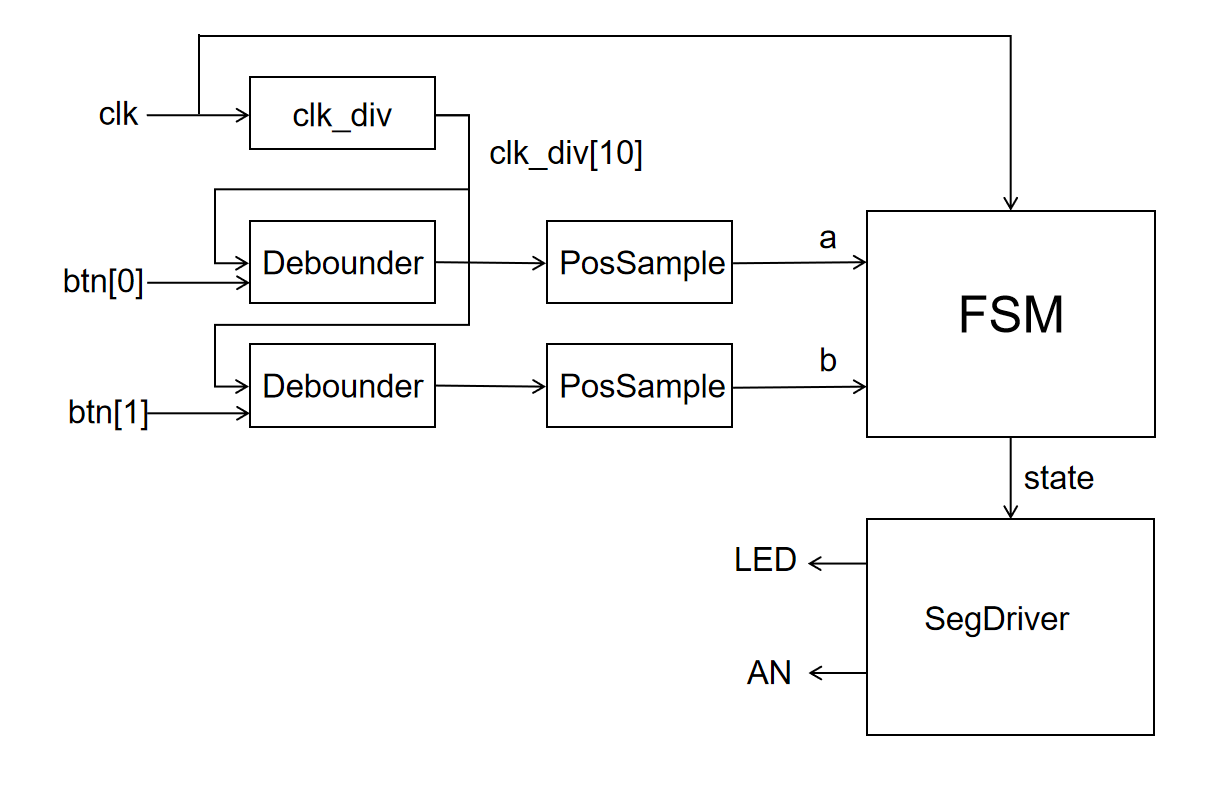 clk
clk_div
clk_div[10]
a
btn[0]
Debounder
PosSample
FSM
b
btn[1]
Debounder
PosSample
state
LED
SegDriver
AN